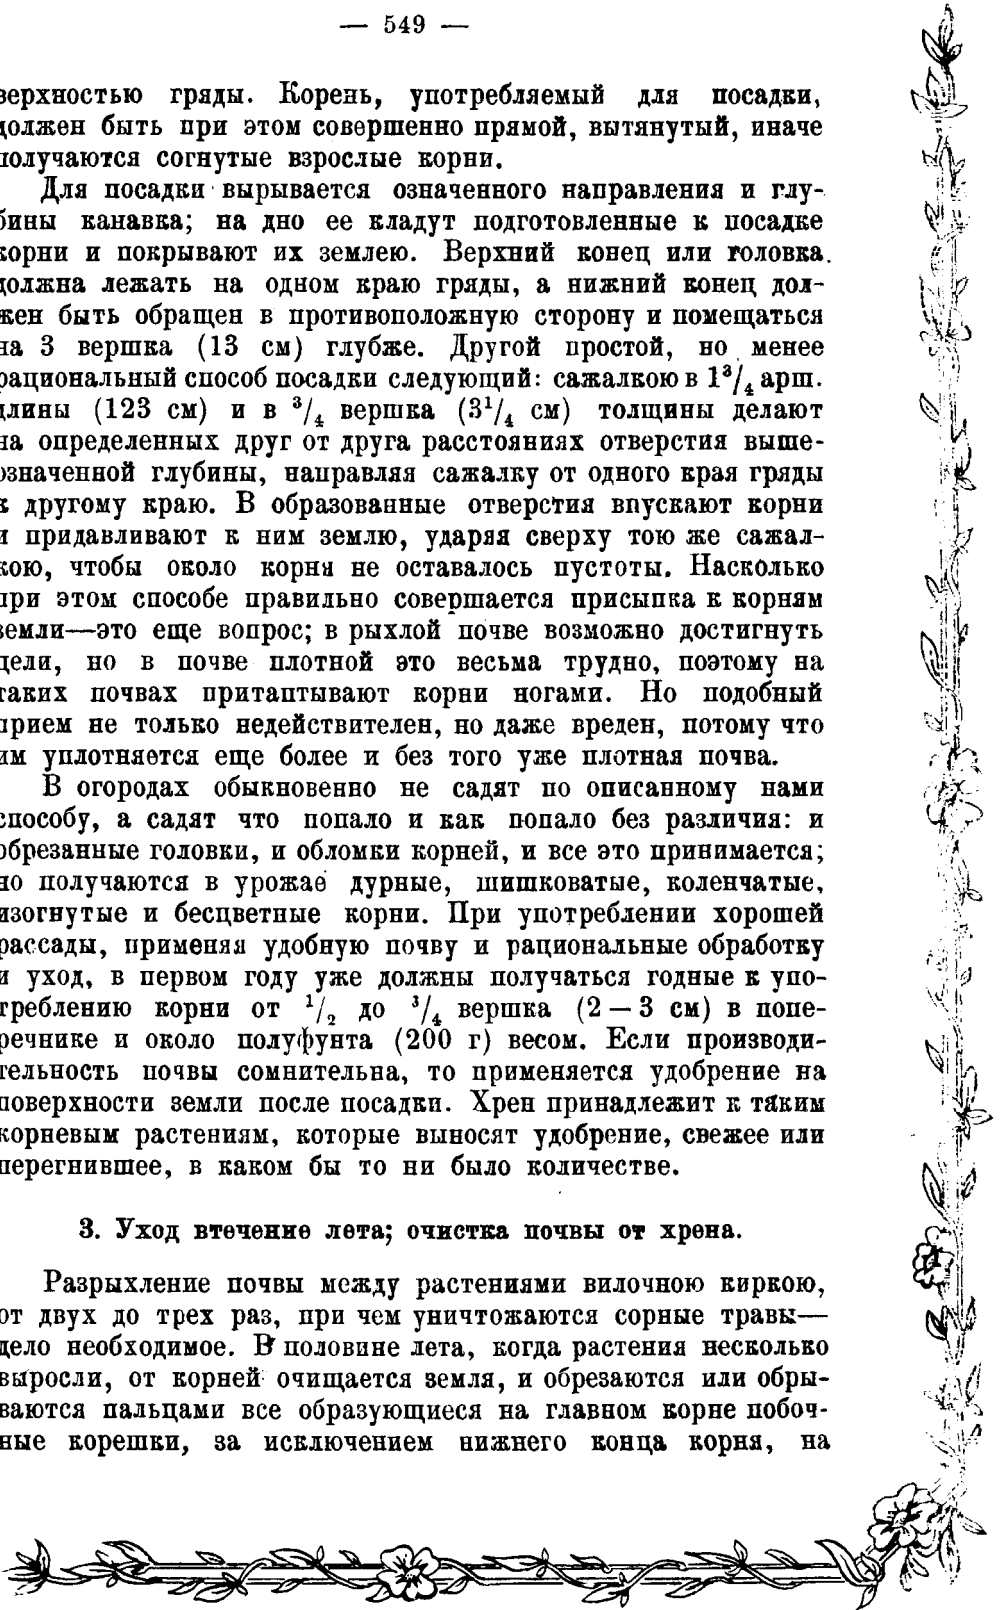 — 549 —
верхностью гряды. Корень, употребляемый для посадки,
должен быть при этом совершенно прямой, вытянутый, иначе
получаются согнутые взрослые корни.
Для посадки вырывается означенного направления и глу-
бины канавка; на дно ее кладут подготовленные к посадке
корни и покрывают их землею. Верхний конец или головка
должна лежать на одном краю гряды, а нижний конец дол-
жен быть обращен в противоположную сторону и помещаться
на 3 вершка (13 см) глубже. Другой простой, но менее
рациональный способ посадки следующий: сажалкою в 1³/₄ арш.
длины (123 см) и в ³/₄ вершка (3¹/₄ см) толщины делают
на определенных друг от друга расстояниях отверстия выше-
означенной глубины, направляя сажалку от одного края гряды
к другому краю. В образованные отверстия впускают корни
и придавливают к ним землю, ударяя сверху тою же сажал-
кою, чтобы около корня не оставалось пустоты. Насколько
при этом способе правильно совершается присыпка к корням
земли—это еще вопрос; в рыхлой почве возможно достигнуть
цели, но в почве плотной это весьма трудно, поэтому на
таких почвах притаптывают корни ногами. Но подобный
прием не только недействителен, но даже вреден, потому что
им уплотняется еще более и без того уже плотная почва.
В огородах обыкновенно не садят по описанному нами
способу, а садят что попало и как попало без различия: и
обрезанные головки, и обломки корней, и все это принимается;
но получаются в урожае дурные, шишковатые, коленчатые,
изогнутые и бесцветные корни. При употреблении хорошей
рассады, применяя удобную почву и рациональные обработку
и уход, в первом году уже должны получаться годные к упо-
треблению корни от ¹/₂ до ³/₄ вершка (2 — 3 см) в попе-
речнике и около полуфунта (200 г) весом. Если производи-
тельность почвы сомнительна, то применяется удобрение на
поверхности земли после посадки. Хрен принадлежит к таким
корневым растениям, которые выносят удобрение, свежее или
перегнившее, в каком бы то ни было количестве.
3. Уход втечение лета; очистка почвы от хрена.
Разрыхление почвы между растениями вилочною киркою,
от двух до трех раз, при чем уничтожаются сорные травы—
дело необходимое. В половине лета, когда растения несколько
выросли, от корней очищается земля, и обрезаются или обры-
ваются пальцами все образующиеся на главном корне побоч-
ные корешки, за исключением нижнего конца корня, на